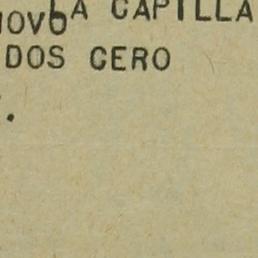 LA CAPILLA
DOS CERO
.